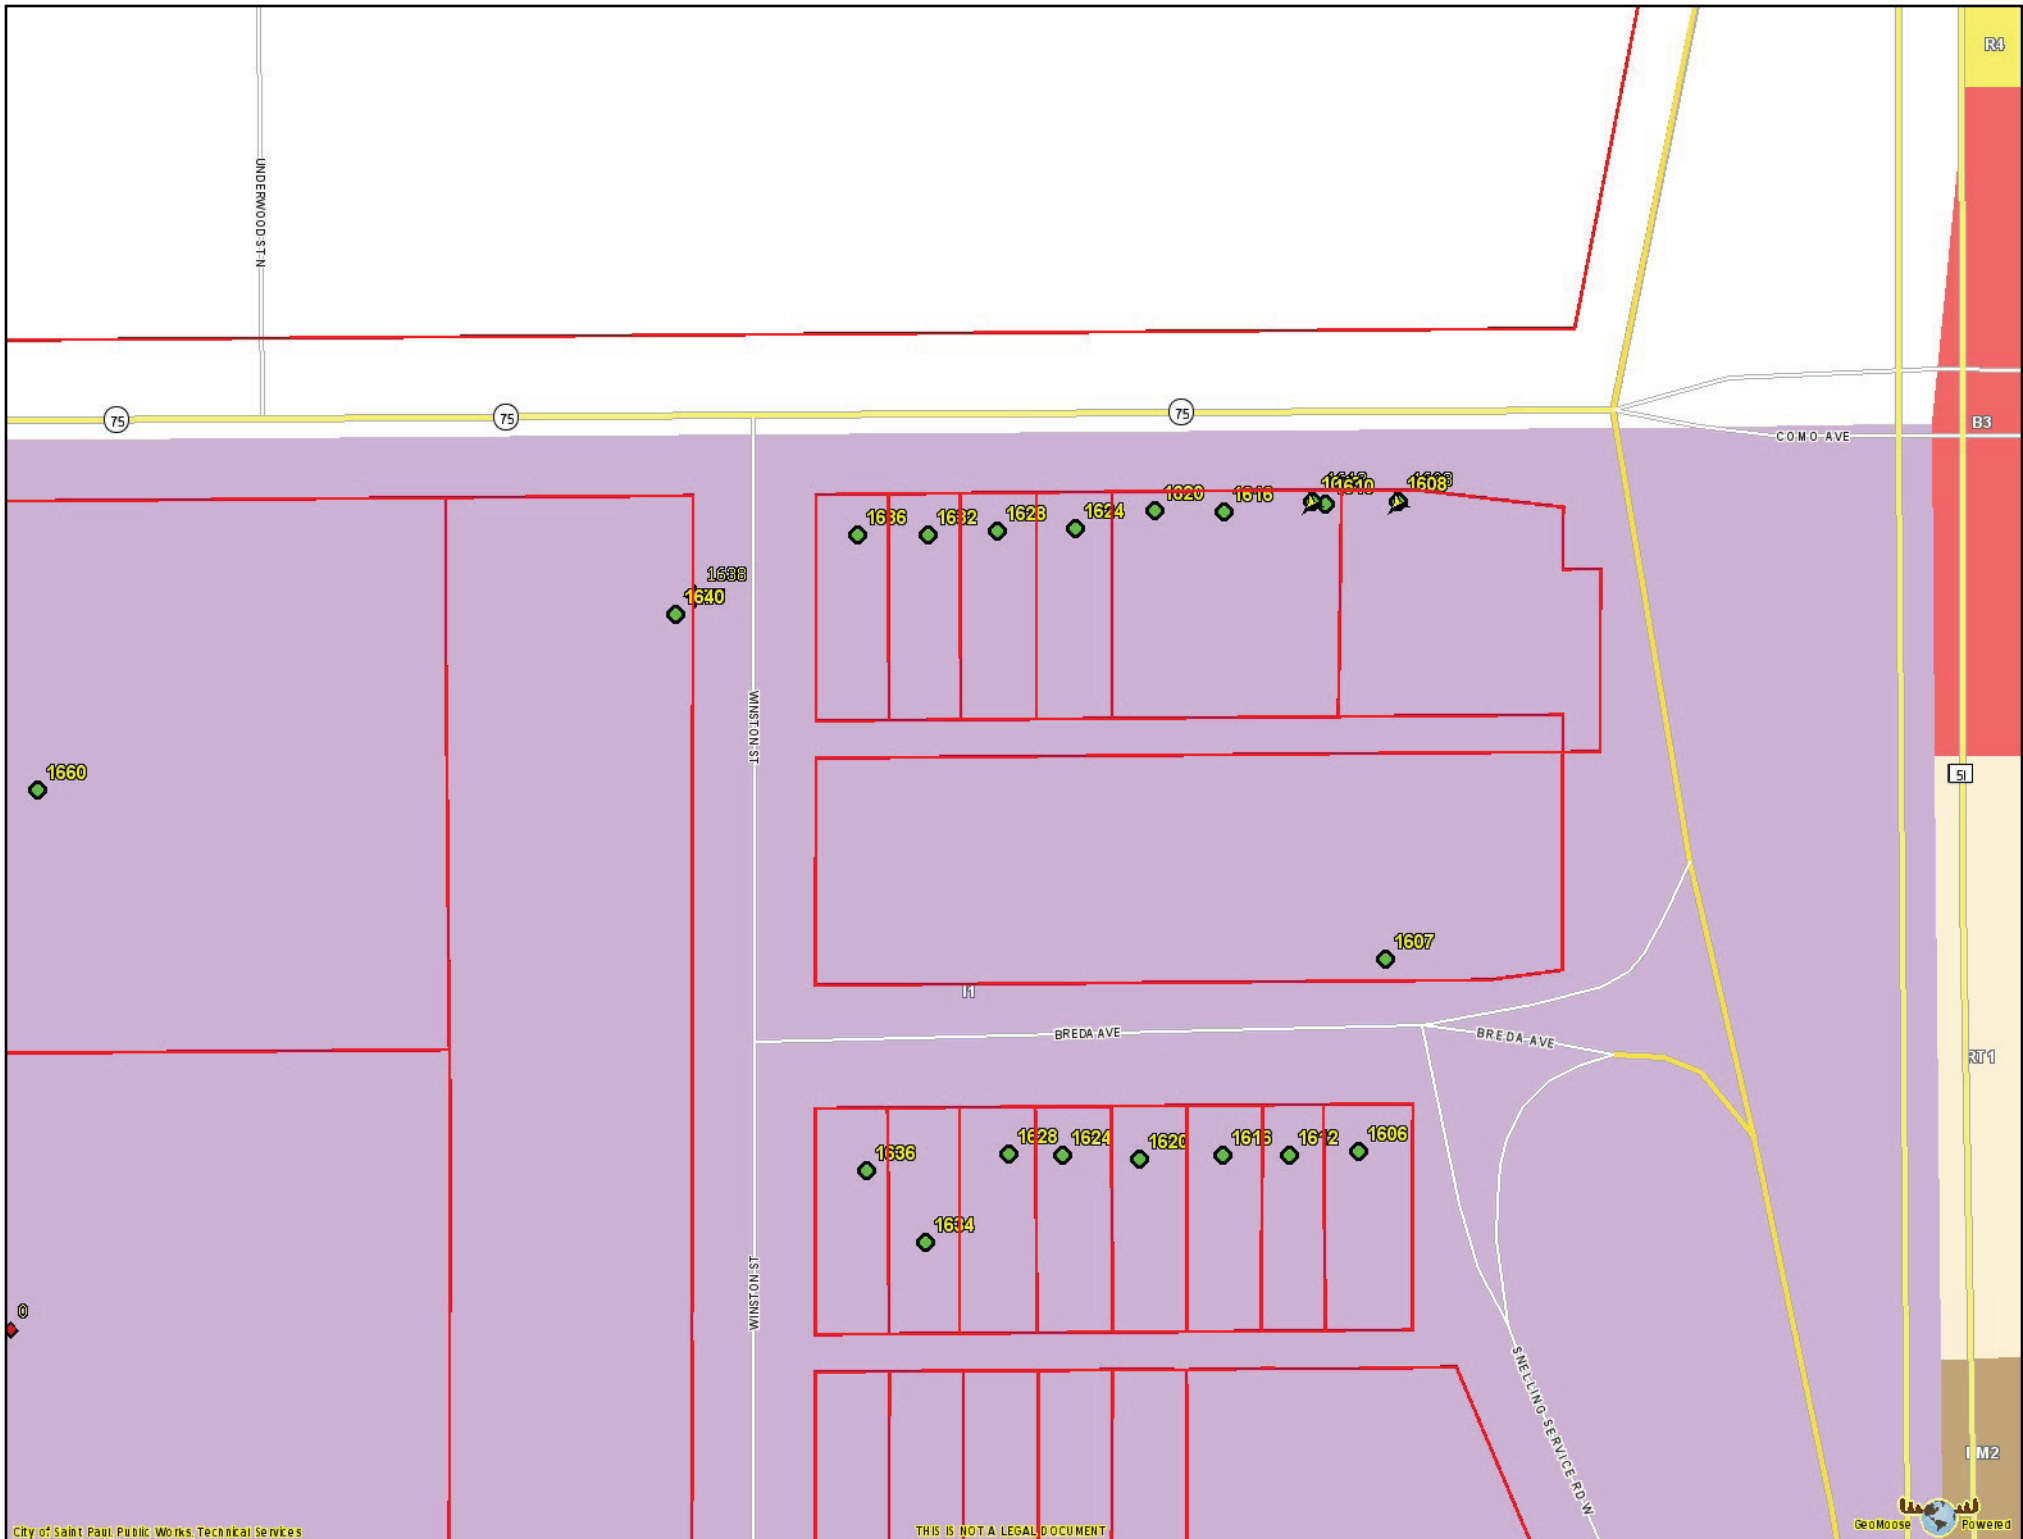 R4
UNDERWOOD ST N
75
75
75
COMO AVE
B3
1636
1632
1628
1624
1620
1616
1610
1608
1638
1640
WINSTON ST
51
1660
1607
I1
BREDA AVE
BREDA AVE
RT1
1636
1628
1624
1620
1616
1612
1606
1634
WINSTON ST
0
SNELLING SERVICE RD W
RM2
City of Saint Paul, Public Works, Technical Services
THIS IS NOT A LEGAL DOCUMENT
GeoMoose Powered